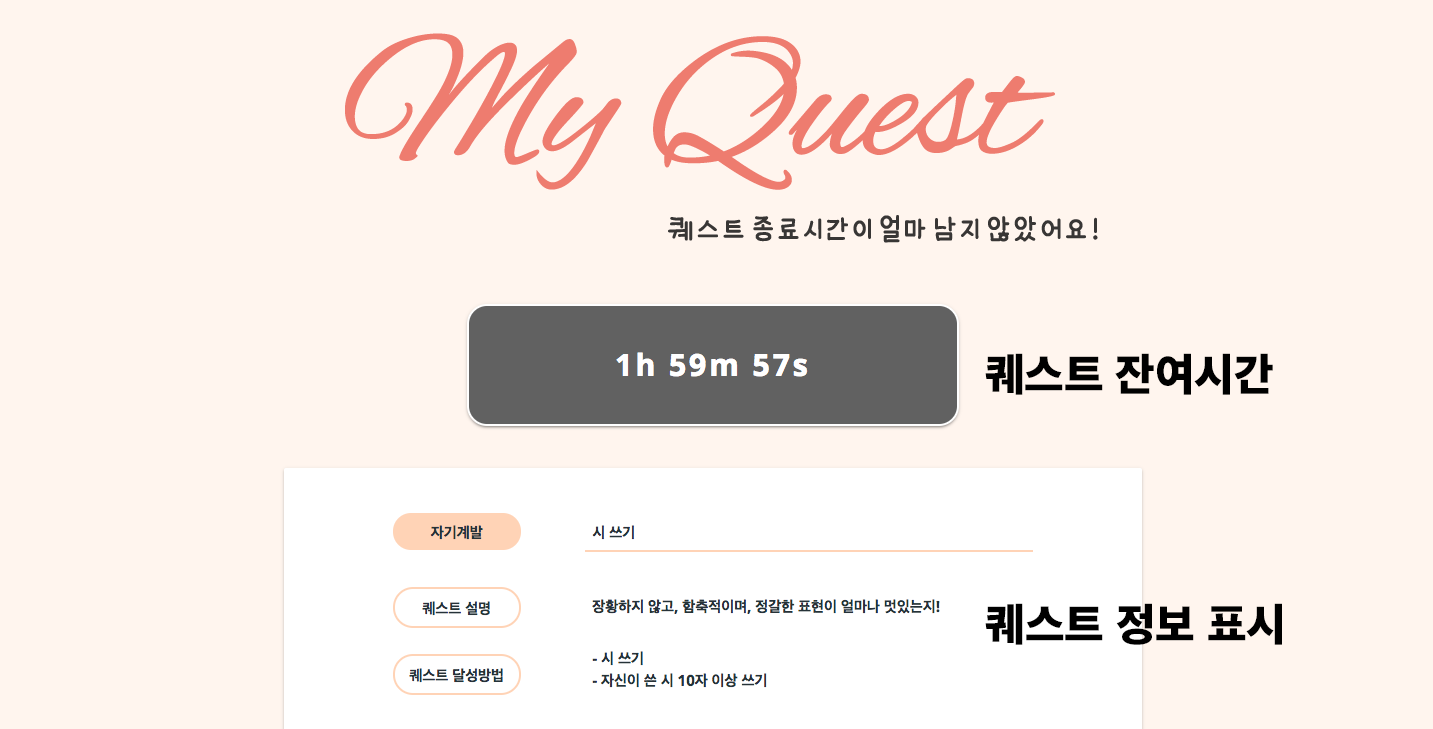 My Quest
퀘스트 종료시간이 얼마 남지 않았어요!
1h 59m 57s
퀘스트 잔여시간
자기계발
시 쓰기
퀘스트 설명
장황하지 않고, 함축적이며, 정갈한 표현이 얼마나 멋있는지!
퀘스트 정보 표시
퀘스트 달성방법
- 시 쓰기
- 자신이 쓴 시 10자 이상 쓰기